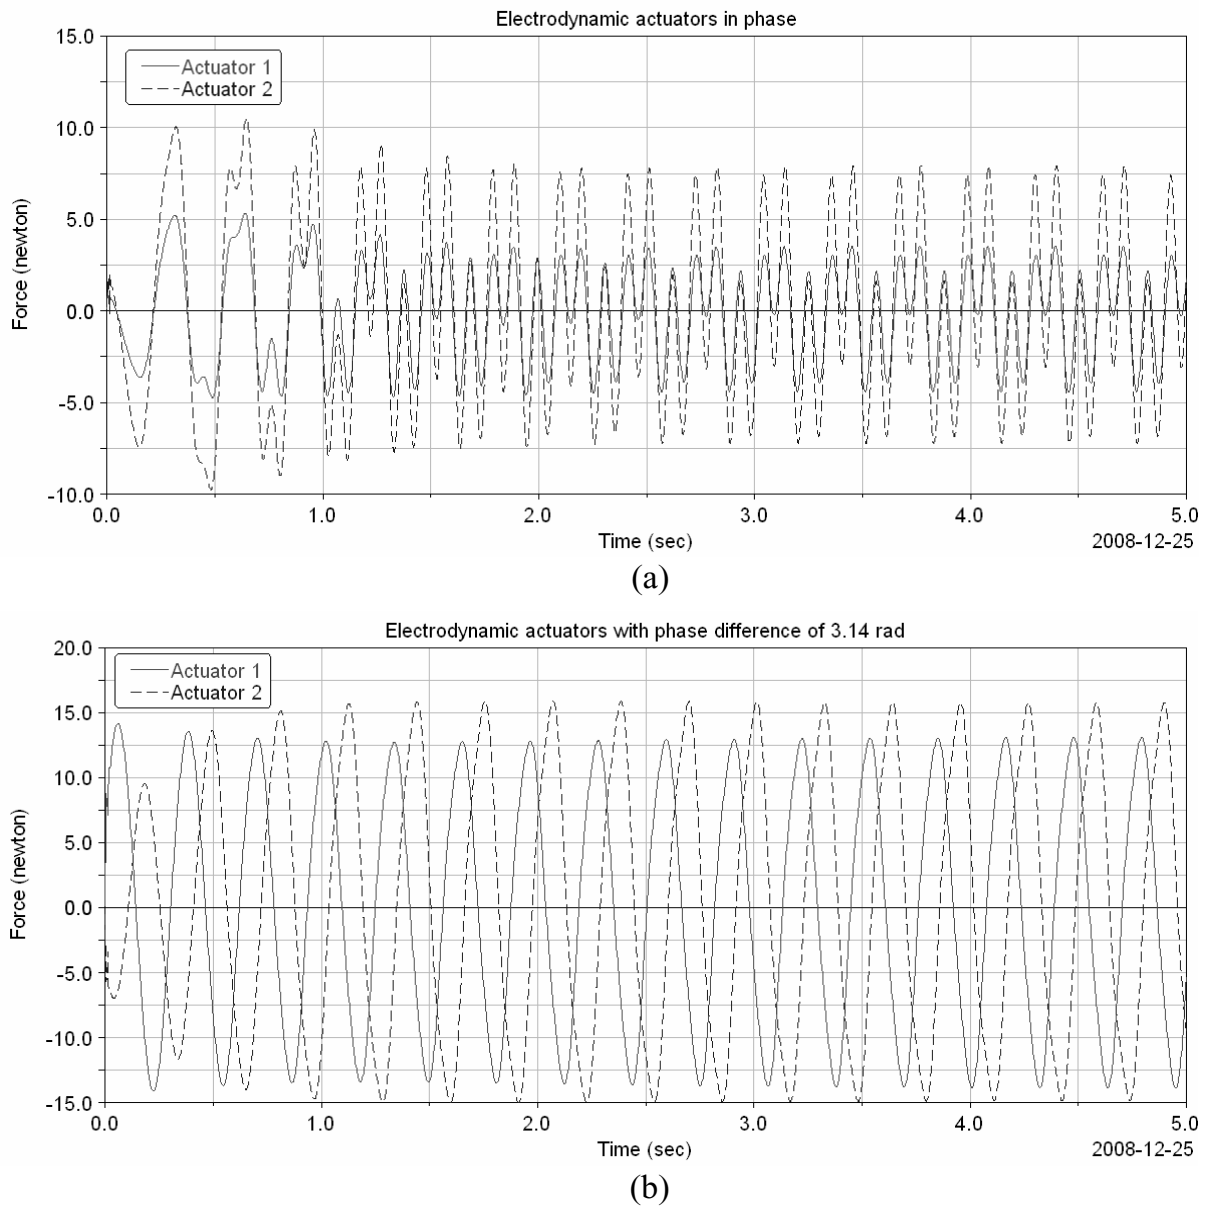 Electrodynamic actuators in phase
15.0
Actuator 1
Actuator 2
10.0
5.0
0.0
-5.0
-10.0
Force (newton)
0.0 1.0 2.0 3.0 4.0 5.0
Time (sec)
2008-12-25
(a)
Electrodynamic actuators with phase difference of 3.14 rad
20.0
Actuator 1
Actuator 2
15.0
10.0
5.0
0.0
-5.0
-10.0
-15.0
Force (newton)
0.0 1.0 2.0 3.0 4.0 5.0
Time (sec)
2008-12-25
(b)